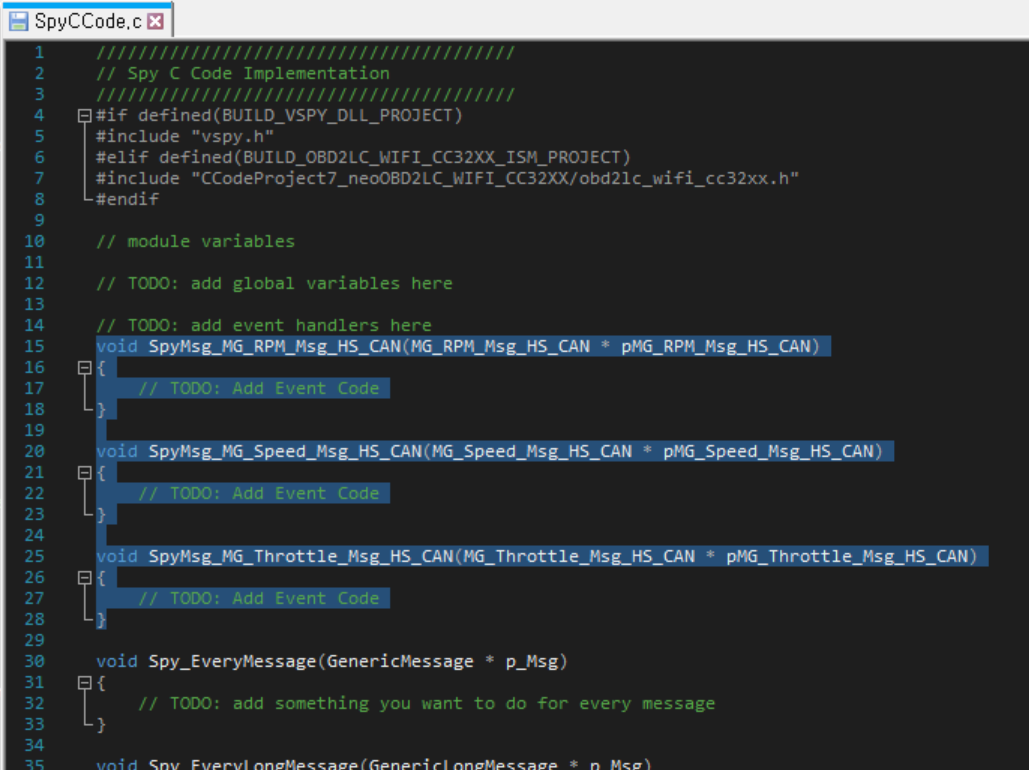 SpyCCode.c
1 ////////////////////////////////////////
2 // Spy C Code Implementation
3 ////////////////////////////////////////
4 #if defined(BUILD_VSPY_DLL_PROJECT)
5 #include "vspy.h"
6 #elif defined(BUILD_OBD2LC_WIFI_CC32XX_ISM_PROJECT)
7 #include "CCodeProject7_neoOBD2LC_WIFI_CC32XX/obd2lc_wifi_cc32xx.h"
8 #endif
9
10 // module variables
11
12 // TODO: add global variables here
13
14 // TODO: add event handlers here
15 void SpyMsg_MG_RPM_Msg_HS_CAN(MG_RPM_Msg_HS_CAN * pMG_RPM_Msg_HS_CAN)
16 {
17 // TODO: Add Event Code
18 }
19
20 void SpyMsg_MG_Speed_Msg_HS_CAN(MG_Speed_Msg_HS_CAN * pMG_Speed_Msg_HS_CAN)
21 {
22 // TODO: Add Event Code
23 }
24
25 void SpyMsg_MG_Throttle_Msg_HS_CAN(MG_Throttle_Msg_HS_CAN * pMG_Throttle_Msg_HS_CAN)
26 {
27 // TODO: Add Event Code
28 }
29
30 void Spy_EveryMessage(GenericMessage * p_Msg)
31 {
32 // TODO: add something you want to do for every message
33 }
34
35 void Spy_EveryLongMessage(GenericLongMessage * p_Msg)